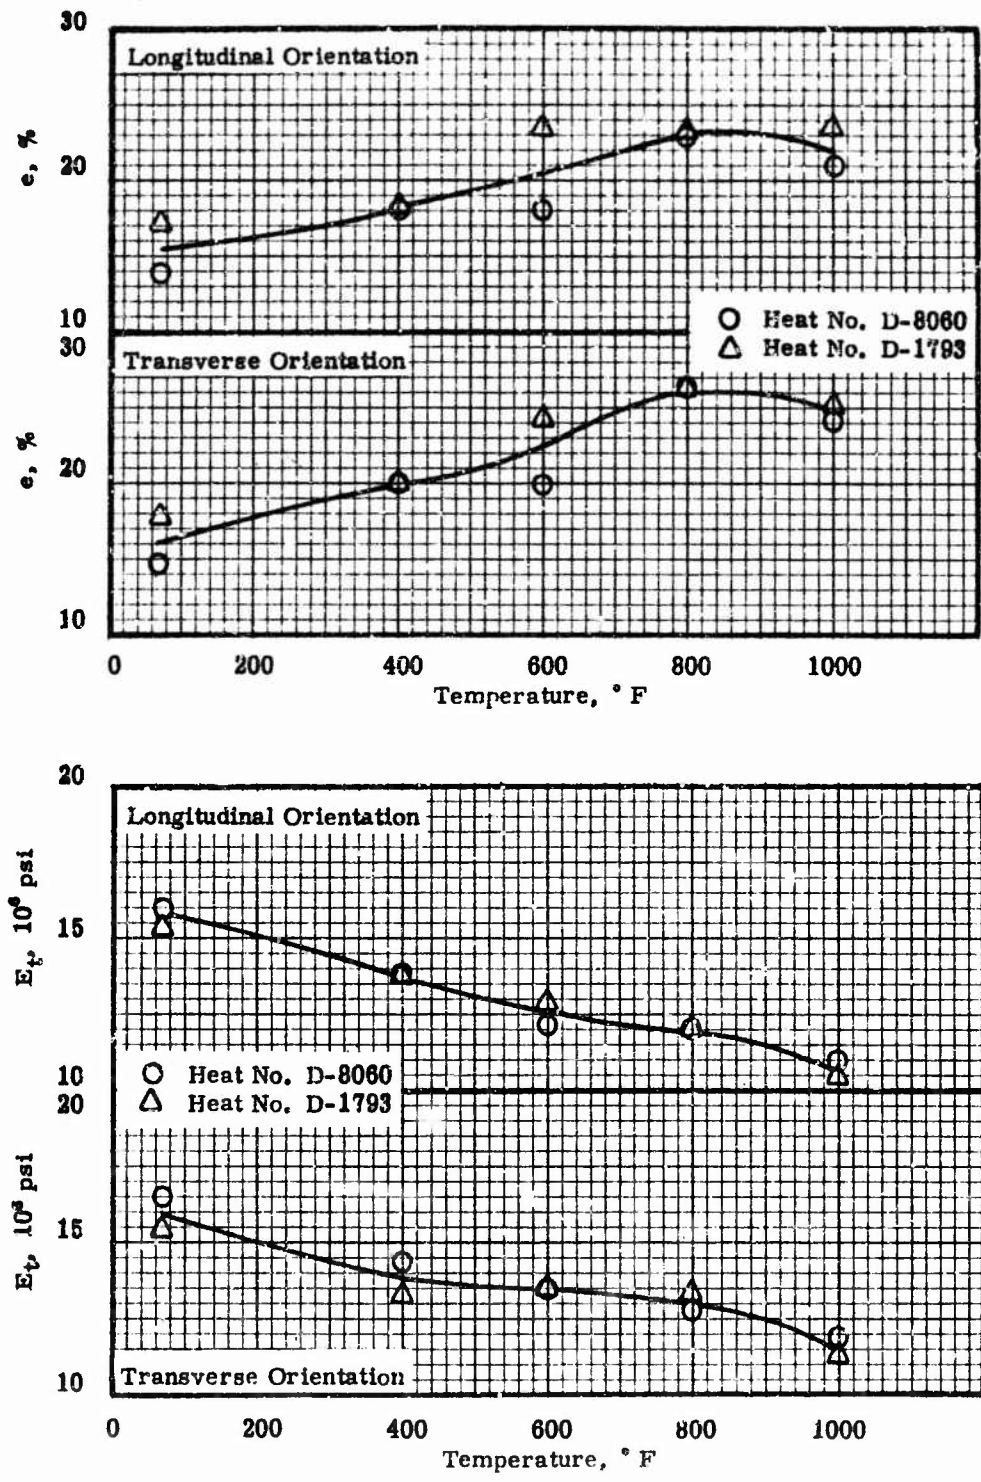 30
Longitudinal Orientation
e, %
20
10
Heat No. D-8060
Heat No. D-1793
30
Transverse Orientation
e, %
20
10
0 200 400 600 800 1000
Temperature, ° F
20
Longitudinal Orientation
Et, 10⁶ psi
15
10
Heat No. D-8060
Heat No. D-1793
20
Et, 10³ psi
15
Transverse Orientation
10
0 200 400 600 800 1000
Temperature, ° F